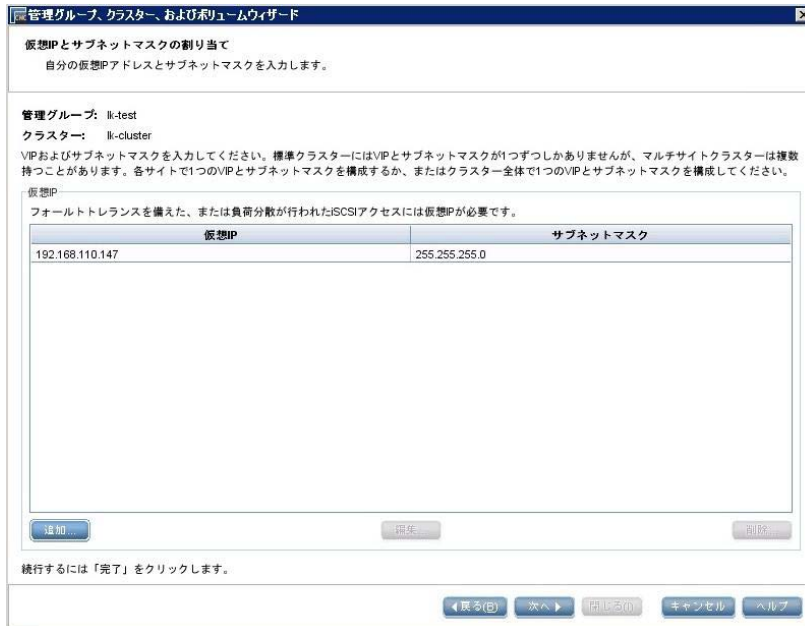 管理グループ、クラスター、およびボリュームウィザード
仮想IPとサブネットマスクの割り当て
自分の仮想IPアドレスとサブネットマスクを入力します。
管理グループ: lk-test
クラスター: lk-cluster
VIPおよびサブネットマスクを入力してください。標準クラスターにはVIPとサブネットマスクが1つずつしかありませんが、マルチサイトクラスターは複数
持つことがあります。各サイトで1つのVIPとサブネットマスクを構成するか、またはクラスター全体で1つのVIPとサブネットマスクを構成してください。
仮想IP
フォールトトレランスを備えた、または負荷分散が行われたiSCSIアクセスには仮想IPが必要です。
仮想IP サブネットマスク
192.168.110.147 255.255.255.0
追加... 編集... 削除...
続行するには「完了」をクリックします。
戻る(B) 次へ 閉じる(I) キャンセル ヘルプ